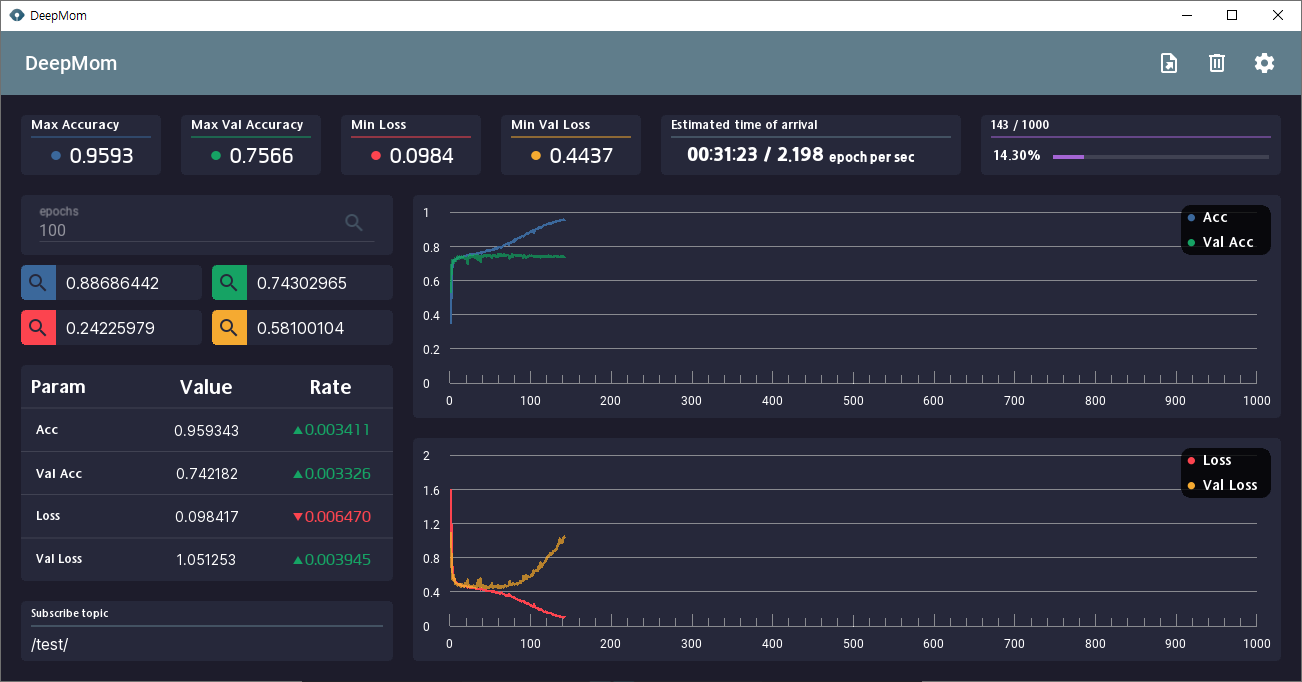 DeepMom
DeepMom
Max Accuracy
0.9593
Max Val Accuracy
0.7566
Min Loss
0.0984
Min Val Loss
0.4437
Estimated time of arrival
00:31:23 / 2.198 epoch per sec
143 / 1000
14.30%
epochs
100
0.88686442
0.74302965
0.24225979
0.58100104
Param Value Rate
Acc 0.959343 ▲0.003411
Val Acc 0.742182 ▲0.003326
Loss 0.098417 ▼0.006470
Val Loss 1.051253 ▲0.003945
Subscribe topic
/test/
1
0.8
0.6
0.4
0.2
0
0 100 200 300 400 500 600 700 800 900 1000
Acc
Val Acc
2
1.6
1.2
0.8
0.4
0
0 100 200 300 400 500 600 700 800 900 1000
Loss
Val Loss